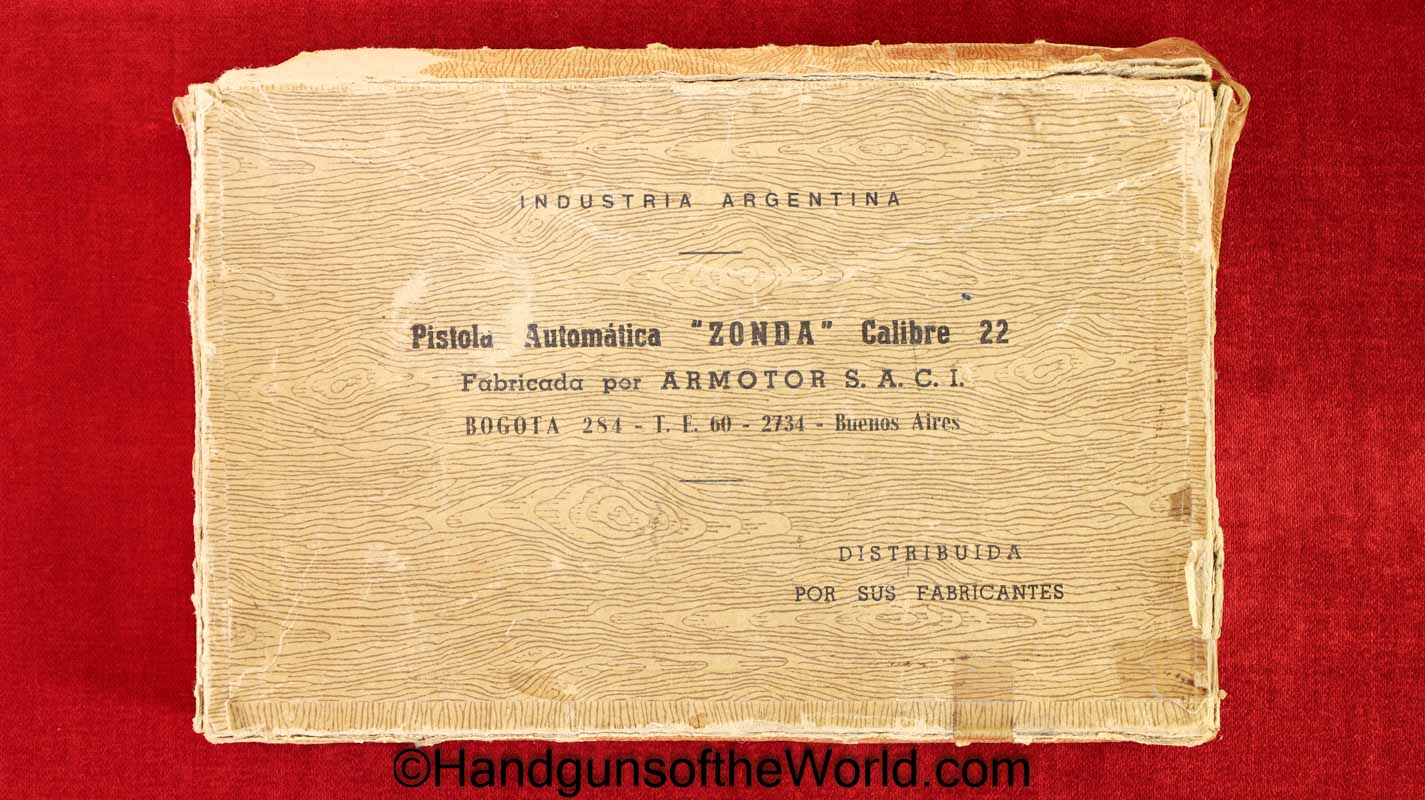 INDUSTRIA ARGENTINA
Pistola Automática "ZONDA" Calibre 22
Fabricada por ARMOTOR S. A. C. I.
BOGOTA 284 - T. E. 60 - 2734 - Buenos Aires
DISTRIBUIDA
POR SUS FABRICANTES
©HandgunsoftheWorld.com